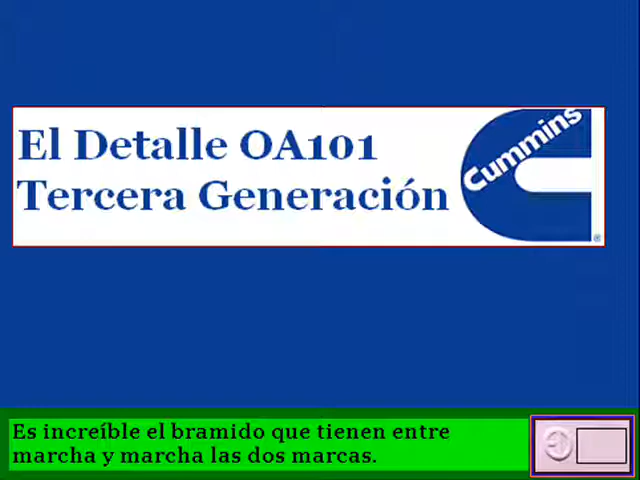 El Detalle OA101
Tercera Generación
Cummins
®
Es increíble el bramido que tienen entre
marcha y marcha las dos marcas.